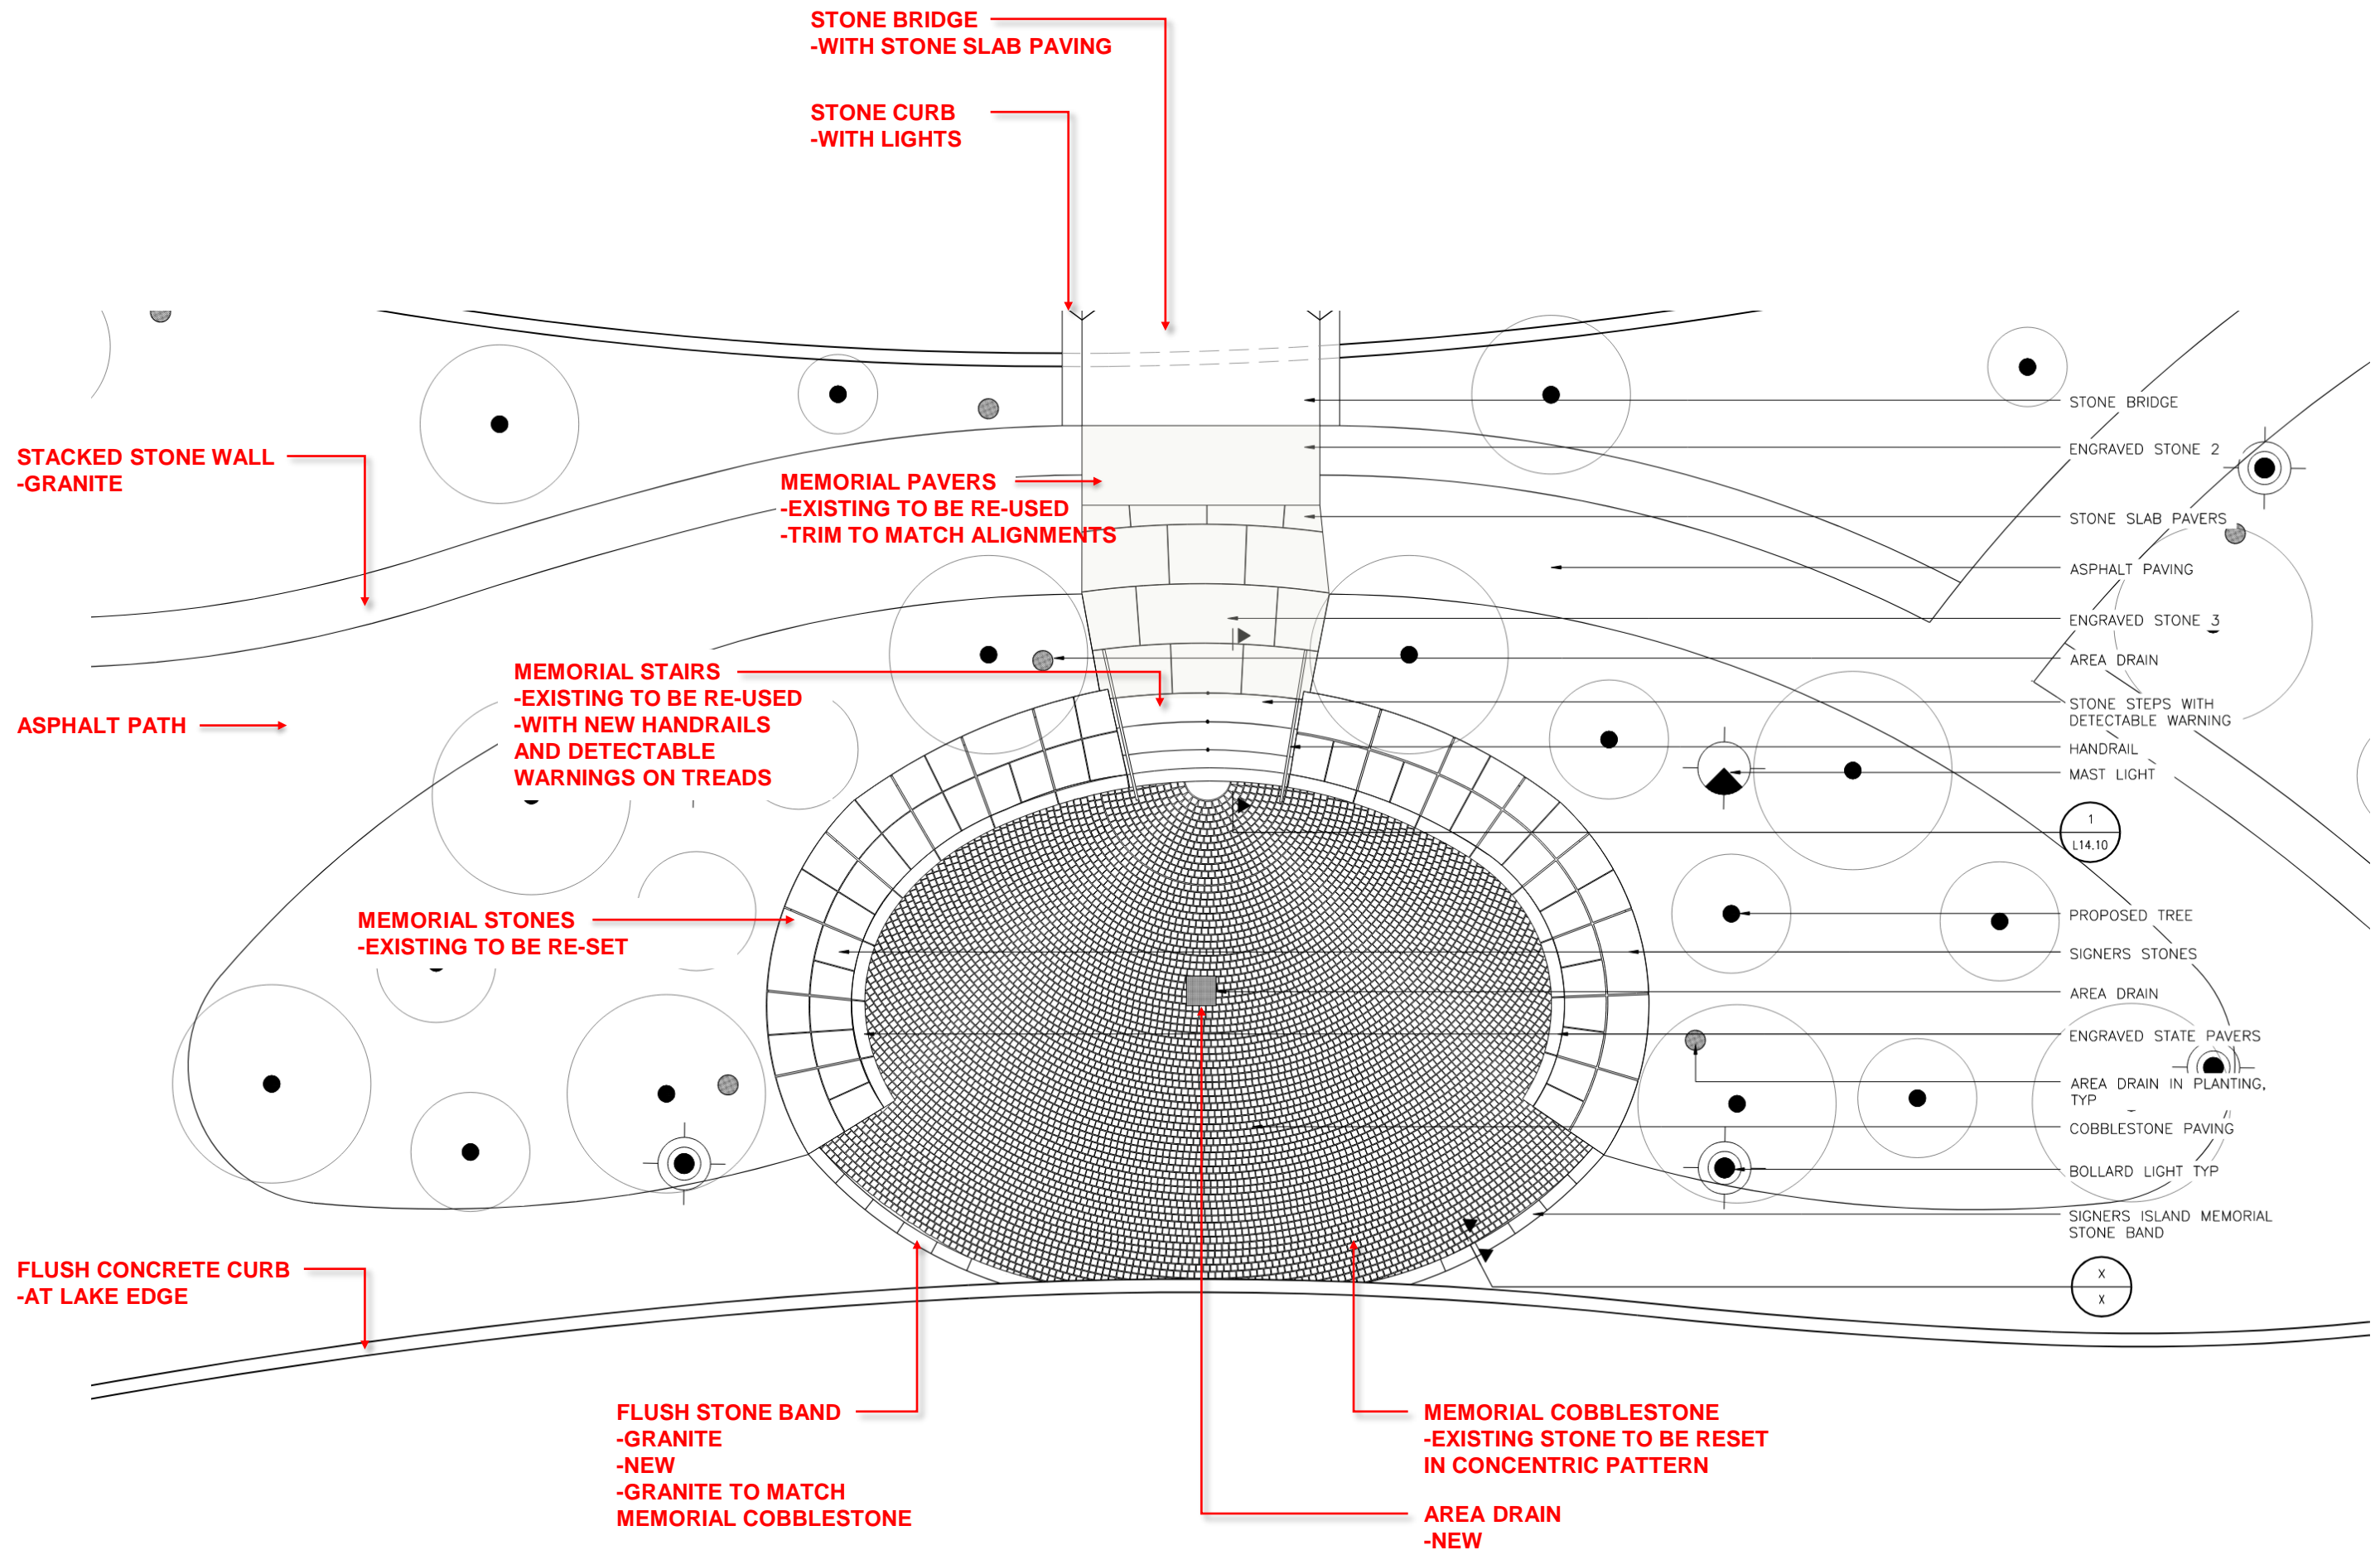 STONE BRIDGE
-WITH STONE SLAB PAVING
STONE CURB
-WITH LIGHTS
STACKED STONE WALL
-GRANITE
MEMORIAL PAVERS
-EXISTING TO BE RE-USED
-TRIM TO MATCH ALIGNMENTS
MEMORIAL STAIRS
-EXISTING TO BE RE-USED
-WITH NEW HANDRAILS
AND DETECTABLE
WARNINGS ON TREADS
ASPHALT PATH
MEMORIAL STONES
-EXISTING TO BE RE-SET
FLUSH CONCRETE CURB
-AT LAKE EDGE
FLUSH STONE BAND
-GRANITE
-NEW
-GRANITE TO MATCH
MEMORIAL COBBLESTONE
MEMORIAL COBBLESTONE
-EXISTING STONE TO BE RESET
IN CONCENTRIC PATTERN
AREA DRAIN
-NEW
STONE BRIDGE
ENGRAVED STONE 2
STONE SLAB PAVERS
ASPHALT PAVING
ENGRAVED STONE 3
AREA DRAIN
STONE STEPS WITH
DETECTABLE WARNING
HANDRAIL
MAST LIGHT
1
L14.10
PROPOSED TREE
SIGNERS STONES
AREA DRAIN
ENGRAVED STATE PAVERS
AREA DRAIN IN PLANTING,
TYP
COBBLESTONE PAVING
BOLLARD LIGHT TYP
SIGNERS ISLAND MEMORIAL
STONE BAND
X
X